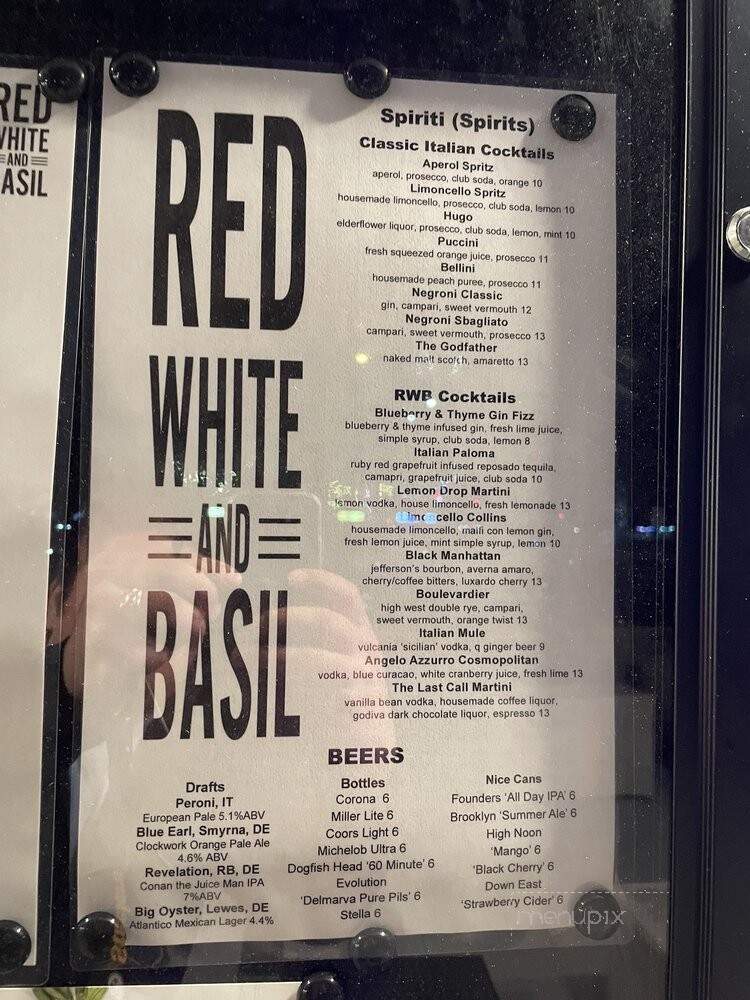 RED
WHITE
AND
ASIL
RED
WHITE
AND
BASIL
Spiriti (Spirits)
Classic Italian Cocktails
Aperol Spritz
aperol, prosecco, club soda, orange 10
Limoncello Spritz
housemade limoncello, prosecco, club soda, lemon 10
Hugo
elderflower liquor, prosecco, club soda, lemon, mint 10
Puccini
fresh squeezed orange juice, prosecco 11
Bellini
housemade peach puree, prosecco 11
Negroni Classic
gin, campari, sweet vermouth 12
Negroni Sbagliato
campari, sweet vermouth, prosecco 13
The Godfather
naked malt scotch, amaretto 13
RWB Cocktails
Blueberry & Thyme Gin Fizz
blueberry & thyme infused gin, fresh lime juice,
simple syrup, club soda, lemon 8
Italian Paloma
ruby red grapefruit infused reposado tequila,
camapri, grapefruit juice, club soda 10
Lemon Drop Martini
lemon vodka, house limoncello, fresh lemonade 13
Limoncello Collins
housemade limoncello, malfi con lemon gin,
fresh lemon juice, mint simple syrup, lemon 10
Black Manhattan
jefferson's bourbon, averna amaro,
cherry/coffee bitters, luxardo cherry 13
Boulevardier
high west double rye, campari,
sweet vermouth, orange twist 13
Italian Mule
vulcania 'sicilian' vodka, q ginger beer 9
Angelo Azzurro Cosmopolitan
vodka, blue curacao, white cranberry juice, fresh lime 13
The Last Call Martini
vanilla bean vodka, housemade coffee liquor,
godiva dark chocolate liquor, espresso 13
BEERS
Drafts
Peroni, IT
European Pale 5.1%ABV
Blue Earl, Smyrna, DE
Clockwork Orange Pale Ale
4.6% ABV
Revelation, RB, DE
Conan the Juice Man IPA
7%ABV
Big Oyster, Lewes, DE
Atlantico Mexican Lager 4.4%
Bottles
Corona 6
Miller Lite 6
Coors Light 6
Michelob Ultra 6
Dogfish Head '60 Minute' 6
Evolution
'Delmarva Pure Pils' 6
Stella 6
Nice Cans
Founders 'All Day IPA' 6
Brooklyn 'Summer Ale' 6
High Noon
'Mango' 6
'Black Cherry' 6
Down East
'Strawberry Cider' 6
menupix